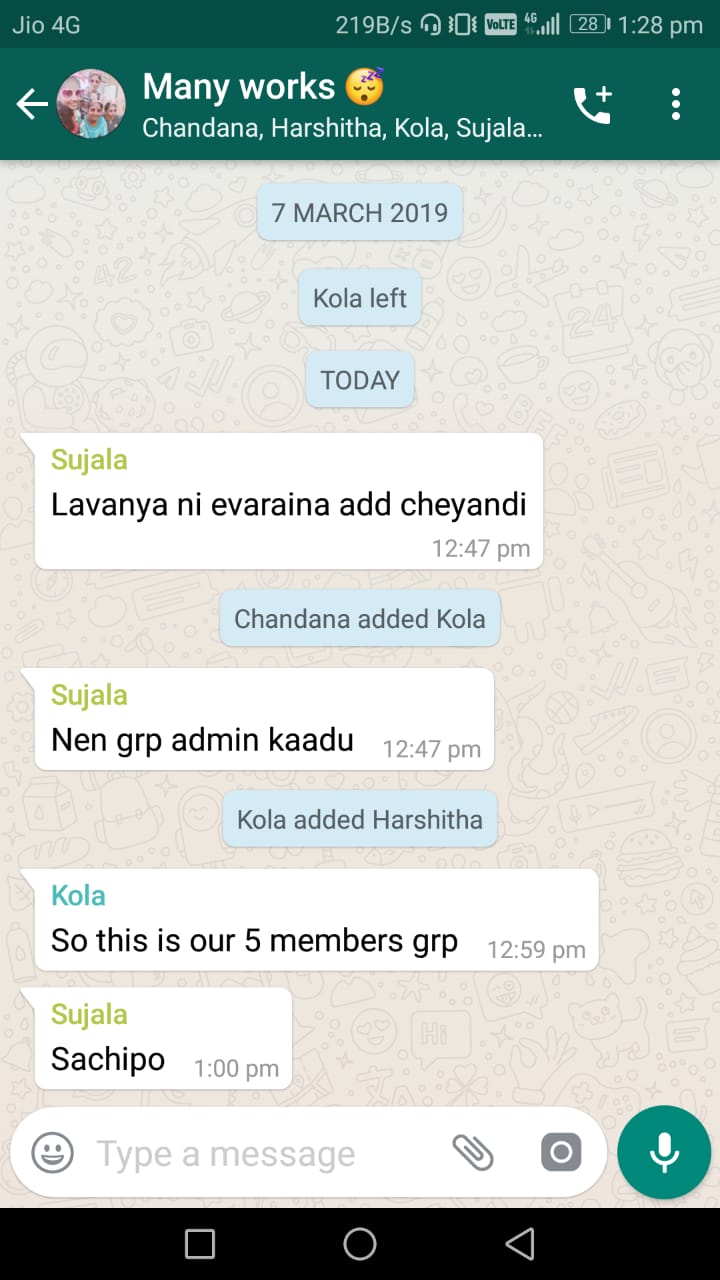 Jio 4G 219B/s VoLTE 4G 28 1:28 pm
Many works 😴
Chandana, Harshitha, Kola, Sujala...
7 MARCH 2019
Kola left
TODAY
Sujala
Lavanya ni evaraina add cheyandi
12:47 pm
Chandana added Kola
Sujala
Nen grp admin kaadu 12:47 pm
Kola added Harshitha
Kola
So this is our 5 members grp 12:59 pm
Sujala
Sachipo 1:00 pm
Type a message